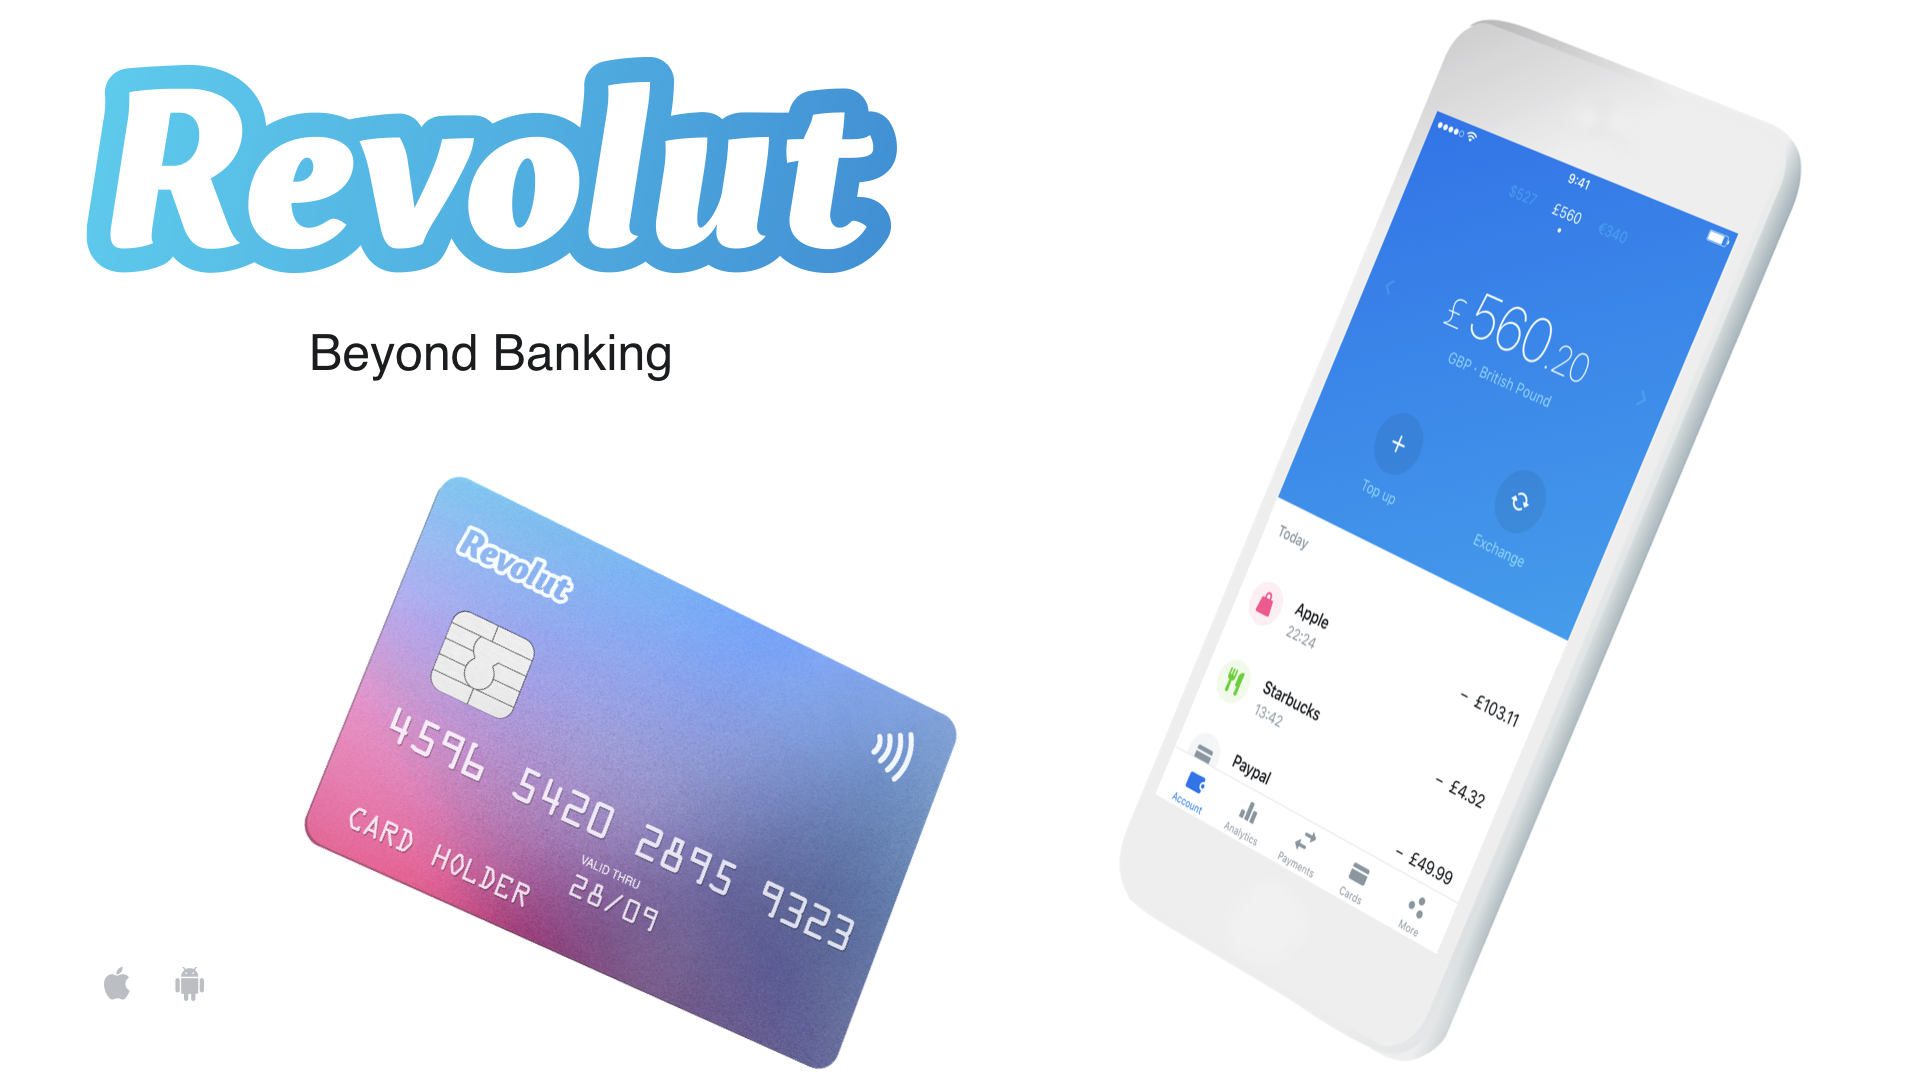 Revolut
Beyond Banking
Revolut
4596 5420 2895 9323
VALID THRU
CARD HOLDER 28/09
9:41
$527 £560 €340
£560.20
GBP · British Pound
Top up Exchange
Today
Apple
22:24
- £103.11
Starbucks
13:42
- £4.32
Paypal
- £49.99
Account Analytics Payments Cards More